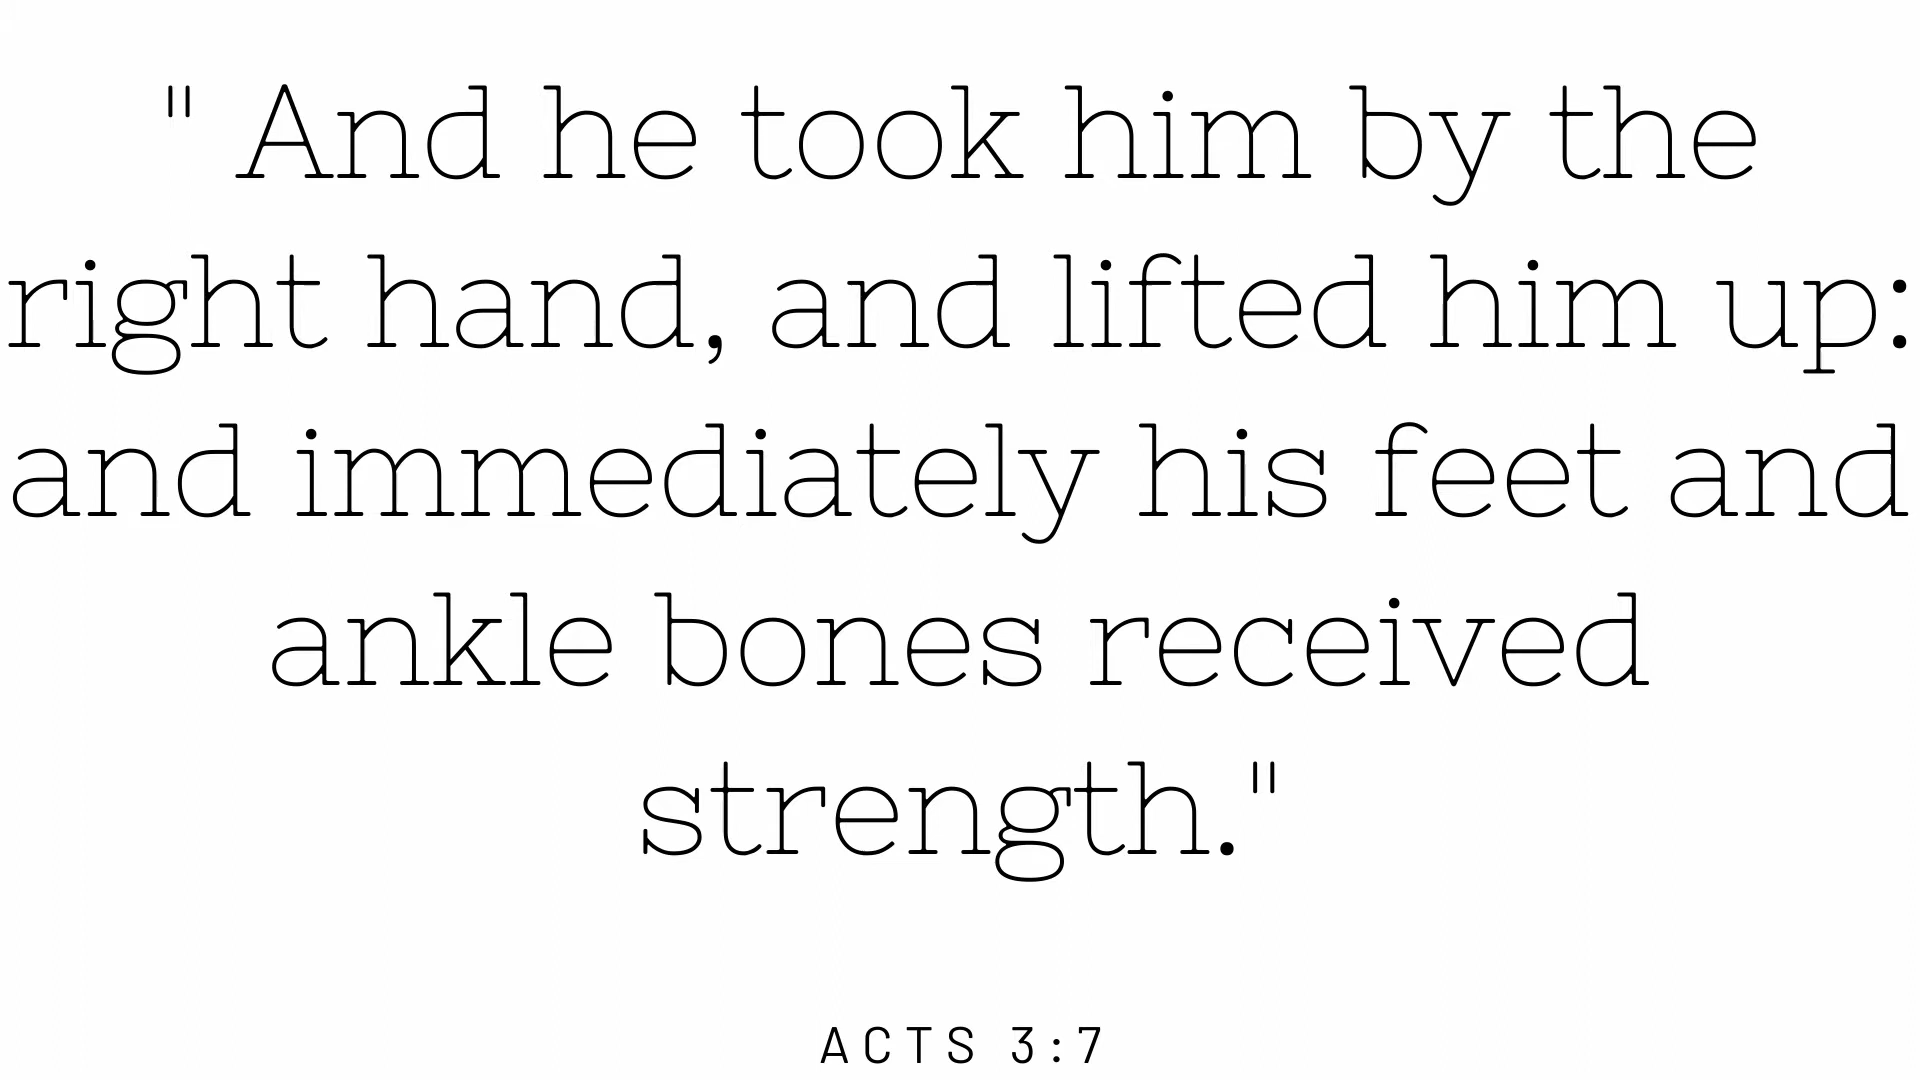 " And he took him by the
right hand, and lifted him up:
and immediately his feet and
ankle bones received
strength."
ACTS 3:7